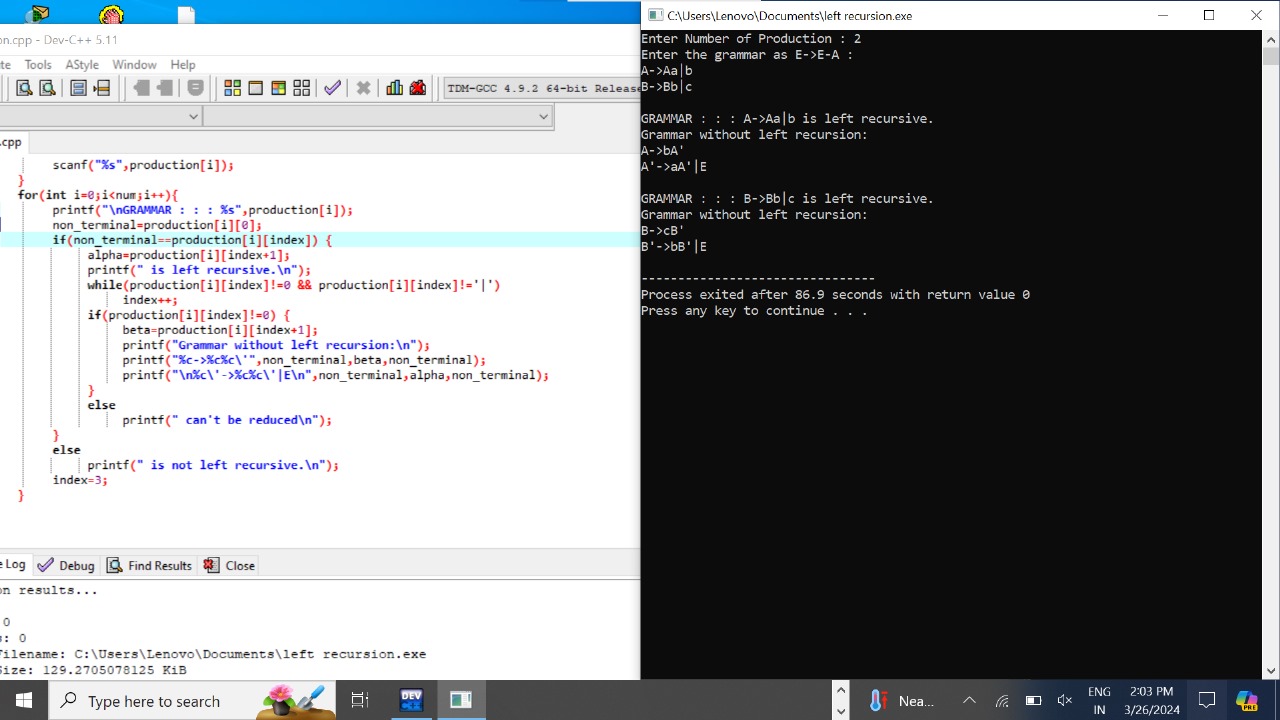 on.cpp - Dev-C++ 5.11
te Tools AStyle Window Help
TDM-GCC 4.9.2 64-bit Release
.cpp
scanf("%s",production[i]);
}
for(int i=0;i<num;i++){
printf("\nGRAMMAR : : : %s",production[i]);
non_terminal=production[i][0];
if(non_terminal==production[i][index]) {
alpha=production[i][index+1];
printf(" is left recursive.\n");
while(production[i][index]!=0 && production[i][index]!='|')
index++;
if(production[i][index]!=0) {
beta=production[i][index+1];
printf("Grammar without left recursion:\n");
printf("%c->%c%c\'",non_terminal,beta,non_terminal);
printf("\n%c\'->%c%c\'|E\n",non_terminal,alpha,non_terminal);
}
else
printf(" can't be reduced\n");
}
else
printf(" is not left recursive.\n");
index=3;
}
e Log Debug Find Results Close
on results...
0
s: 0
Filename: C:\Users\Lenovo\Documents\left recursion.exe
Size: 129.2705078125 KiB
C:\Users\Lenovo\Documents\left recursion.exe
Enter Number of Production : 2
Enter the grammar as E->E-A :
A->Aa|b
B->Bb|c
GRAMMAR : : : A->Aa|b is left recursive.
Grammar without left recursion:
A->bA'
A'->aA'|E
GRAMMAR : : : B->Bb|c is left recursive.
Grammar without left recursion:
B->cB'
B'->bB'|E
--------------------------------
Process exited after 86.9 seconds with return value 0
Press any key to continue . . .
Type here to search
DEV
Nea...
ENG
IN
2:03 PM
3/26/2024
PRE